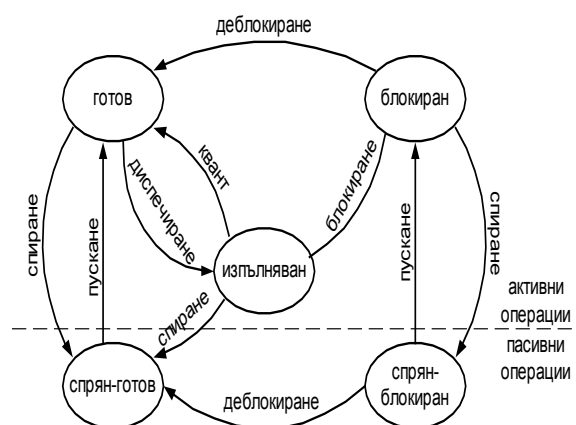 деблокиране
готов
блокиран
квант
диспечиране
блокиране
спиране
пускане
изпълняван
пускане
спиране
спиране
активни
операции
пасивни
операции
спрян-готов
спрян-
блокиран
деблокиране